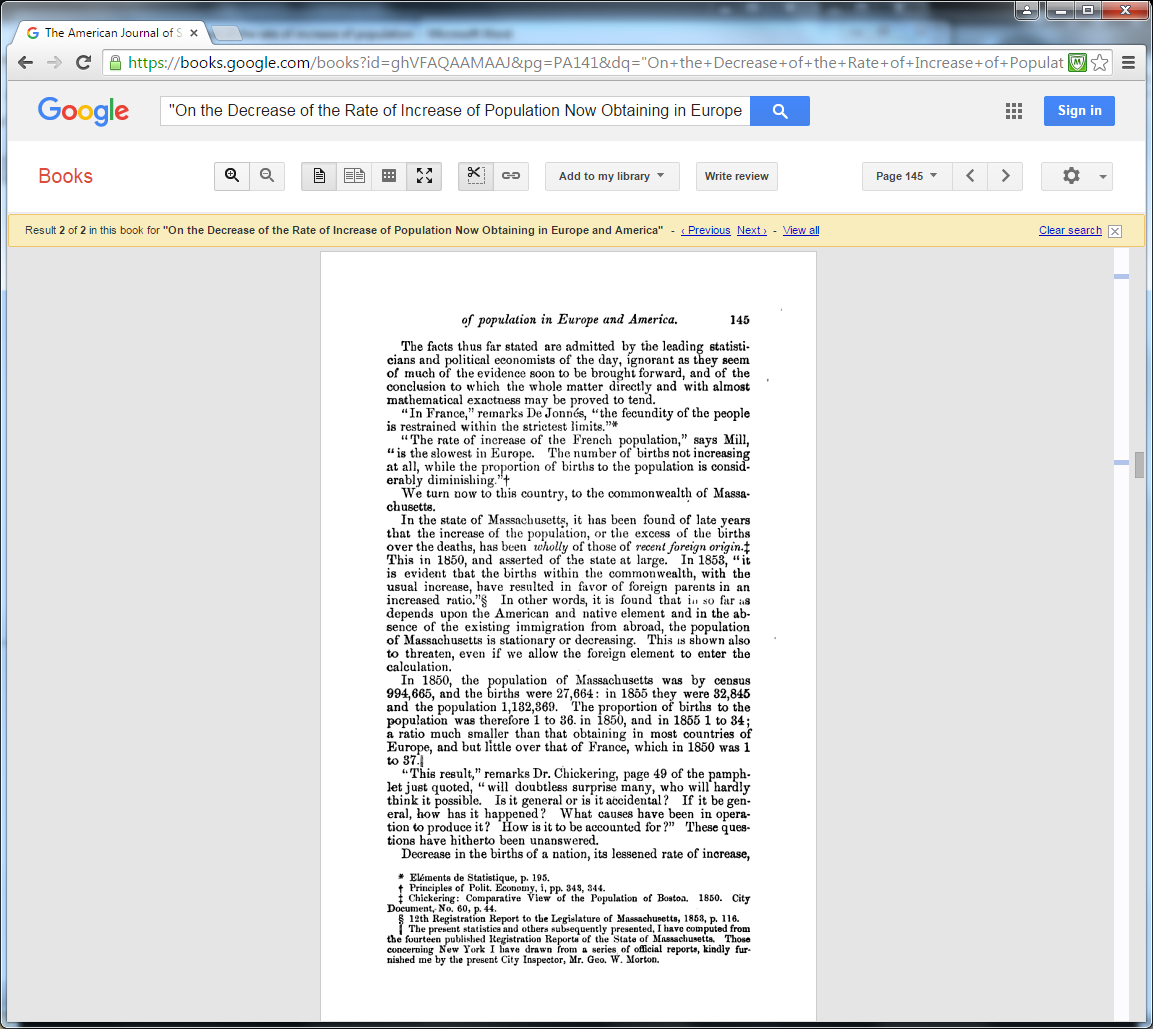 The American Journal of S
https://books.google.com/books?id=ghVFAQAAMAAJ&pg=PA141&dq="On+the+Decrease+of+the+Rate+of+Increase+of+Populat
Google
"On the Decrease of the Rate of Increase of Population Now Obtaining in Europe
Sign in
Books
Add to my library
Write review
Page 145
Result 2 of 2 in this book for "On the Decrease of the Rate of Increase of Population Now Obtaining in Europe and America" - ‹ Previous Next › - View all
Clear search
of population in Europe and America. 145
The facts thus far stated are admitted by the leading statisti-
cians and political economists of the day, ignorant as they seem
of much of the evidence soon to be brought forward, and of the
conclusion to which the whole matter directly and with almost
mathematical exactness may be proved to tend.
"In France," remarks De Jonnés, "the fecundity of the people
is restrained within the strictest limits."*
"The rate of increase of the French population," says Mill,
"is the slowest in Europe. The number of births not increasing
at all, while the proportion of births to the population is consid-
erably diminishing."†
We turn now to this country, to the commonwealth of Massa-
chusetts.
In the state of Massachusetts, it has been found of late years
that the increase of the population, or the excess of the births
over the deaths, has been wholly of those of recent foreign origin.‡
This in 1850, and asserted of the state at large. In 1853, "it
is evident that the births within the commonwealth, with the
usual increase, have resulted in favor of foreign parents in an
increased ratio."§ In other words, it is found that in so far as
depends upon the American and native element and in the ab-
sence of the existing immigration from abroad, the population
of Massachusetts is stationary or decreasing. This is shown also
to threaten, even if we allow the foreign element to enter the
calculation.
In 1850, the population of Massachusetts was by census
994,665, and the births were 27,664: in 1855 they were 32,845
and the population 1,132,369. The proportion of births to the
population was therefore 1 to 36. in 1850, and in 1855 1 to 34;
a ratio much smaller than that obtaining in most countries of
Europe, and but little over that of France, which in 1850 was 1
to 37.‖
"This result," remarks Dr. Chickering, page 49 of the pamph-
let just quoted, "will doubtless surprise many, who will hardly
think it possible. Is it general or is it accidental? If it be gen-
eral, how has it happened? What causes have been in opera-
tion to produce it? How is it to be accounted for?" These ques-
tions have hitherto been unanswered.
Decrease in the births of a nation, its lessened rate of increase,
* Eléments de Statistique, p. 195.
† Principles of Polit. Economy, i, pp. 343, 344.
‡ Chickering: Comparative View of the Population of Boston. 1850. City
Document, No. 60, p. 44.
§ 12th Registration Report to the Legislature of Massachusetts, 1853, p. 116.
‖ The present statistics and others subsequently presented, I have computed from
the fourteen published Registration Reports of the State of Massachusetts. Those
concerning New York I have drawn from a series of official reports, kindly fur-
nished me by the present City Inspector, Mr. Geo. W. Morton.